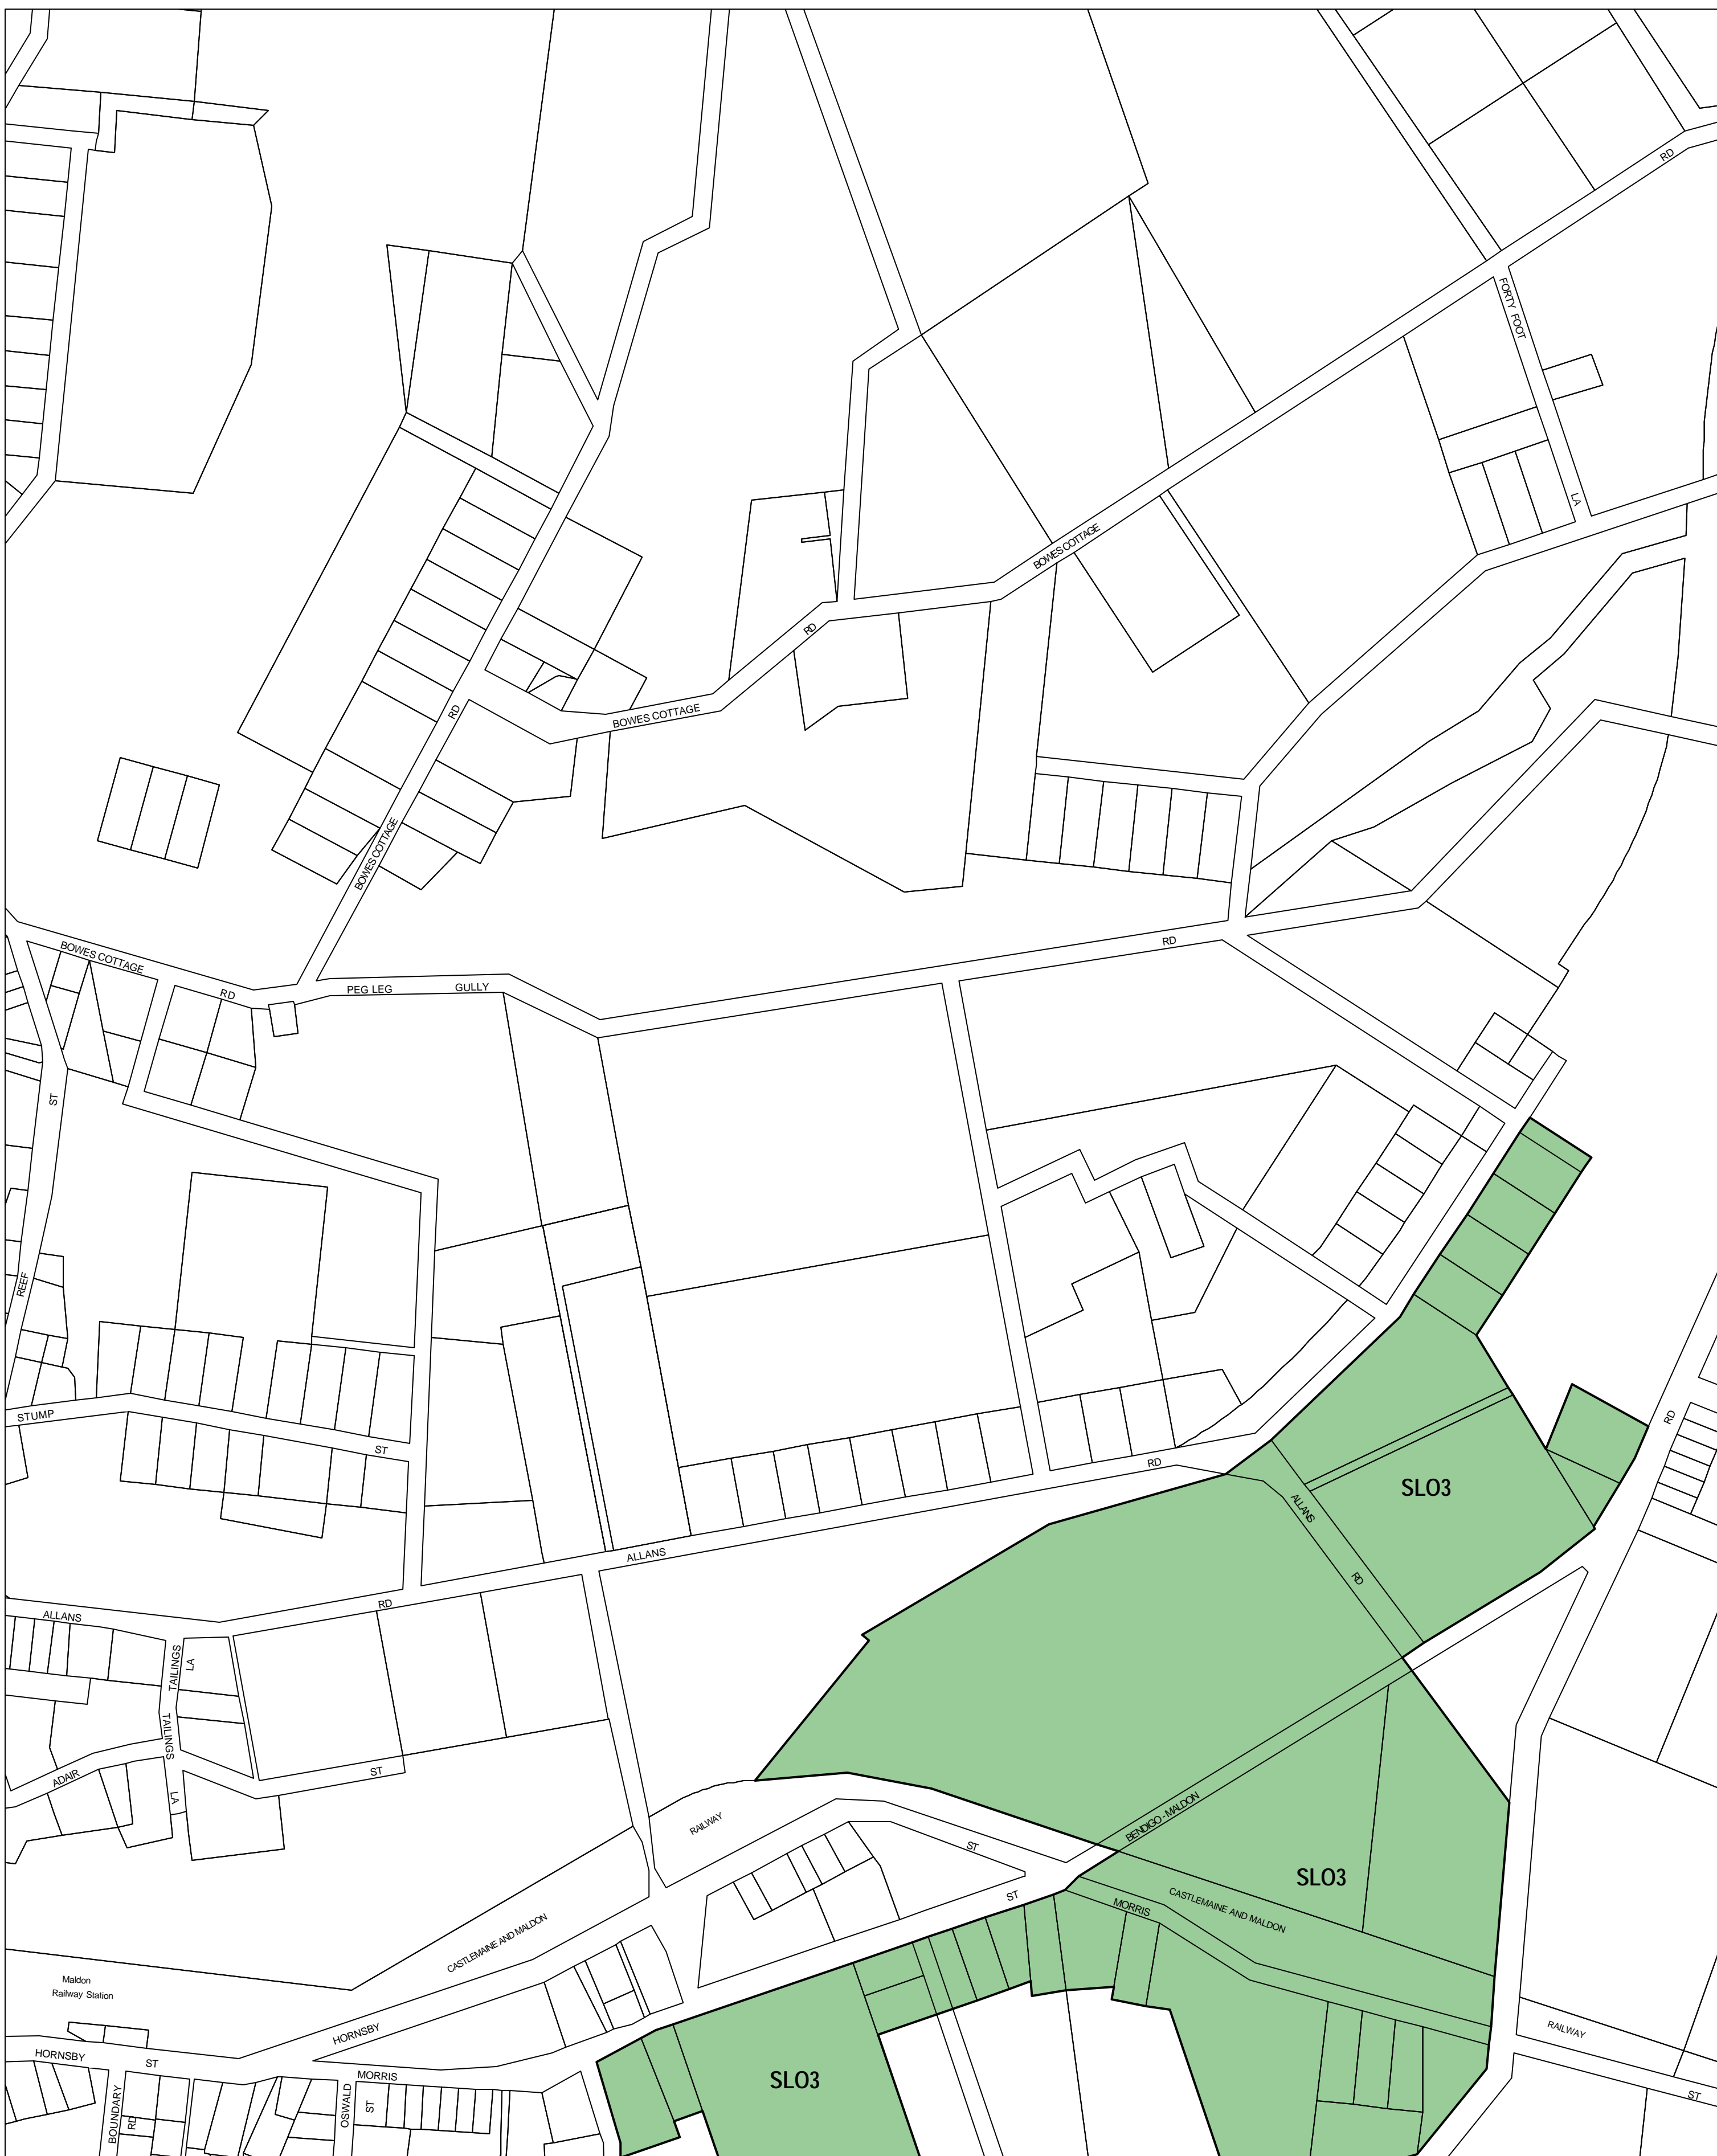 RD
FORTY FOOT
LA
BOWES COTTAGE
RD
BOWES COTTAGE
RD
BOWES COTTAGE
BOWES COTTAGE
RD
PEG LEG GULLY
RD
ST
REEF
STUMP
ST
RD
SLO3
RD
ALLANS
ALLANS
RD
ALLANS
RD
TAILINGS
LA
TAILINGS
LA
ADAIR
ST
RAILWAY
ST
BENDIGO - MALDON
SLO3
ST
MORRIS
CASTLEMAINE AND MALDON
CASTLEMAINE AND MALDON
Maldon
Railway Station
HORNSBY
RAILWAY
HORNSBY
ST
MORRIS
SLO3
ST
BOUNDARY
RD
OSWALD
ST